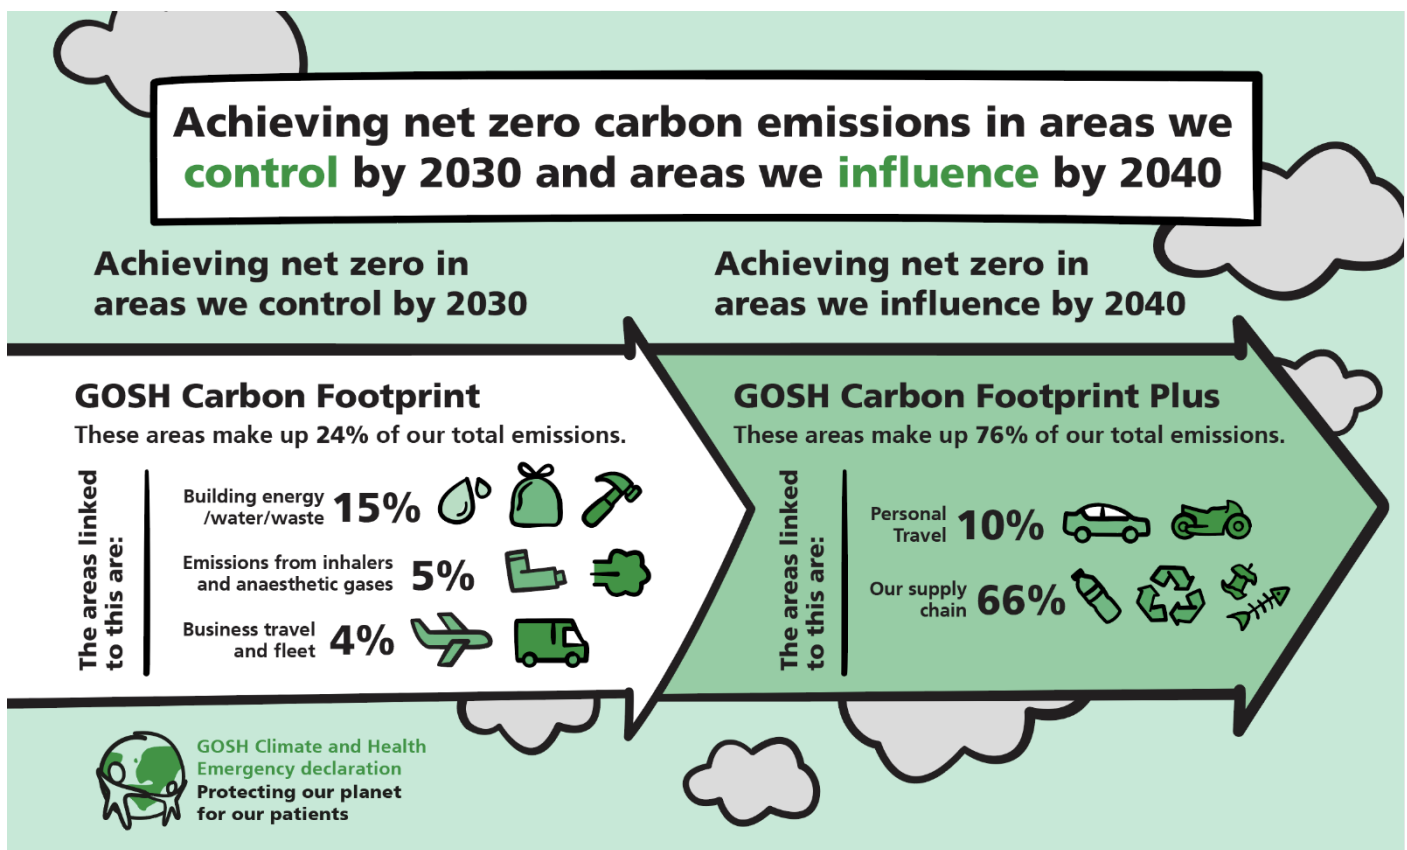 Achieving net zero carbon emissions in areas we
control by 2030 and areas we influence by 2040
Achieving net zero in
areas we control by 2030
GOSH Carbon Footprint
These areas make up 24% of our total emissions.
The areas linked
to this are:
Building energy
/water/waste
15%
Emissions from inhalers
and anaesthetic gases
5%
Business travel
and fleet
4%
Achieving net zero in
areas we influence by 2040
GOSH Carbon Footprint Plus
These areas make up 76% of our total emissions.
The areas linked
to this are:
Personal
Travel
10%
Our supply
chain
66%
GOSH Climate and Health
Emergency declaration
Protecting our planet
for our patients